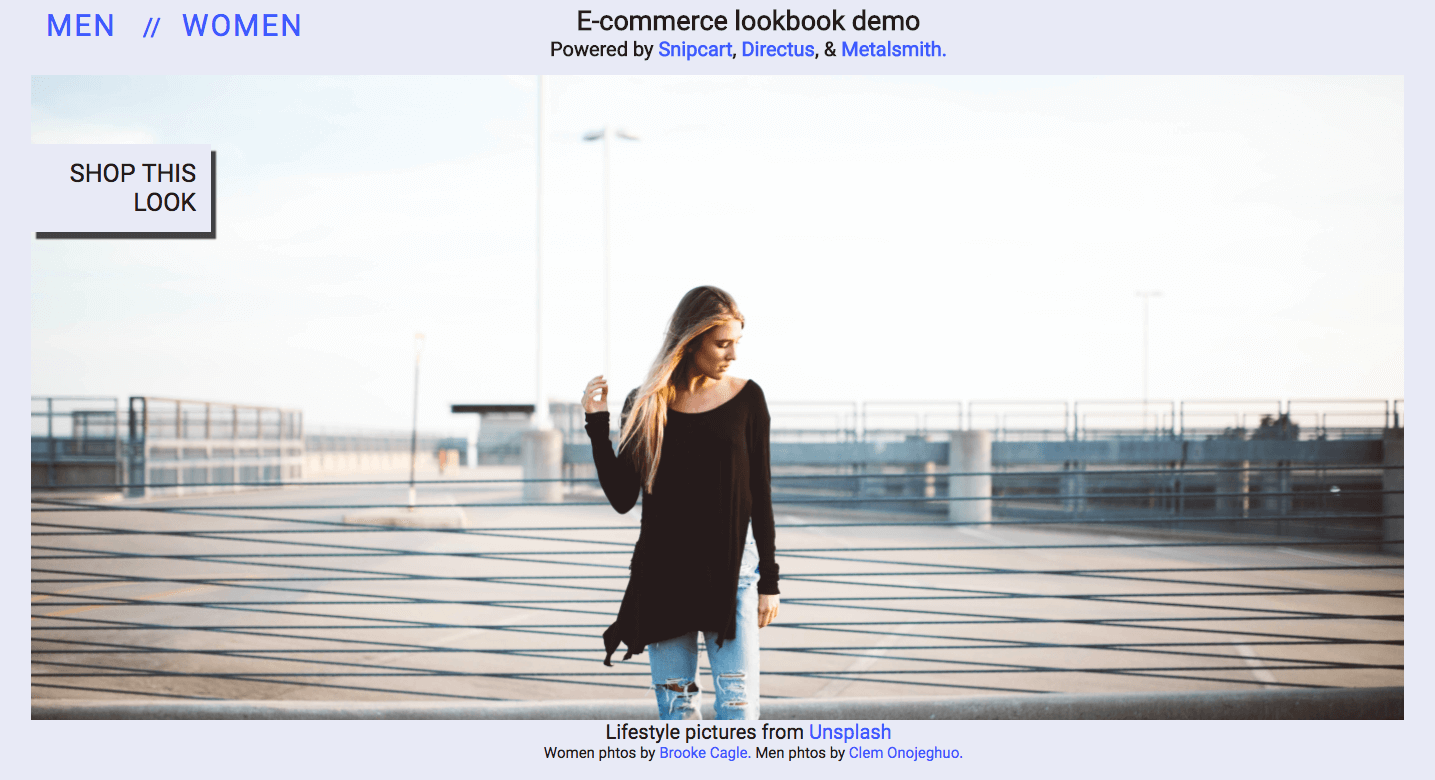 MEN // WOMEN
E-commerce lookbook demo
Powered by Snipcart, Directus, & Metalsmith.
SHOP THIS
LOOK
Lifestyle pictures from Unsplash
Women phtos by Brooke Cagle. Men phtos by Clem Onojeghuo.